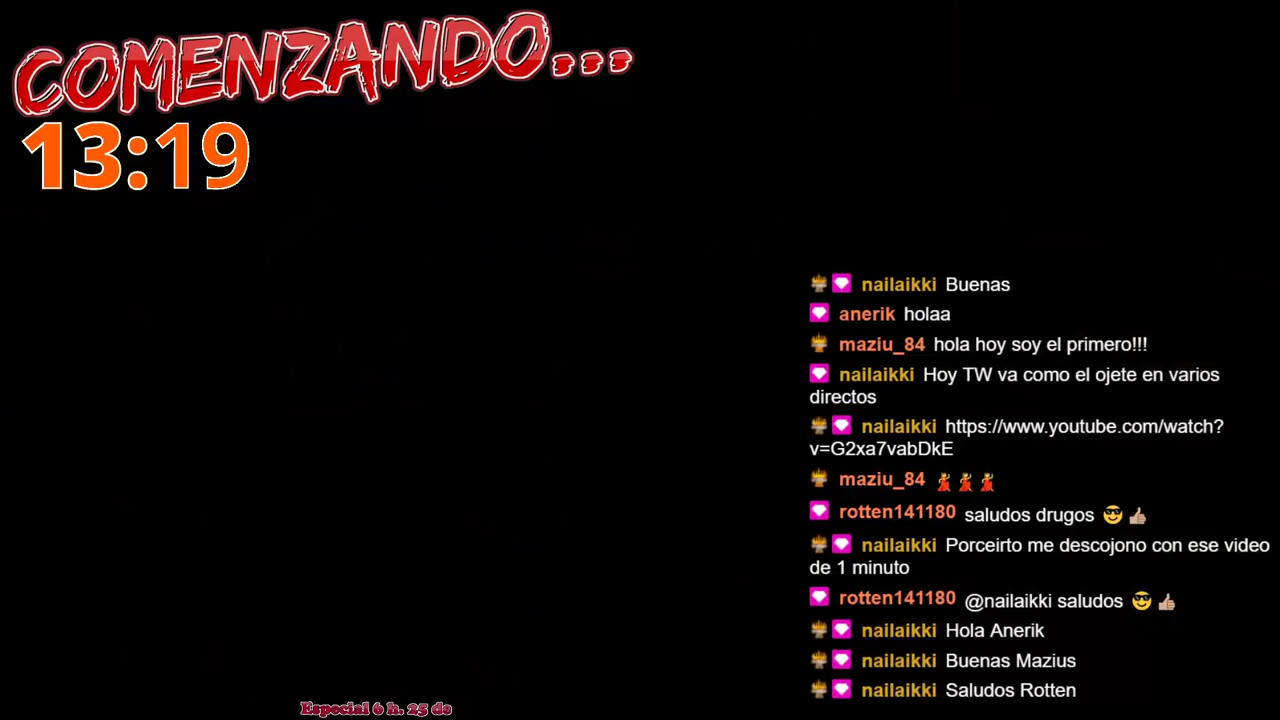 COMENZANDO...
13:19
nailaikki Buenas
anerik holaa
maziu_84 hola hoy soy el primero!!!
nailaikki Hoy TW va como el ojete en varios
directos
nailaikki https://www.youtube.com/watch?
v=G2xa7vabDkE
maziu_84 💃💃💃
rotten141180 saludos drugos 😎👍🏼
nailaikki Porceirto me descojono con ese video
de 1 minuto
rotten141180 @nailaikki saludos 😎👍🏼
nailaikki Hola Anerik
nailaikki Buenas Mazius
nailaikki Saludos Rotten
Especial 6 h. 25 de